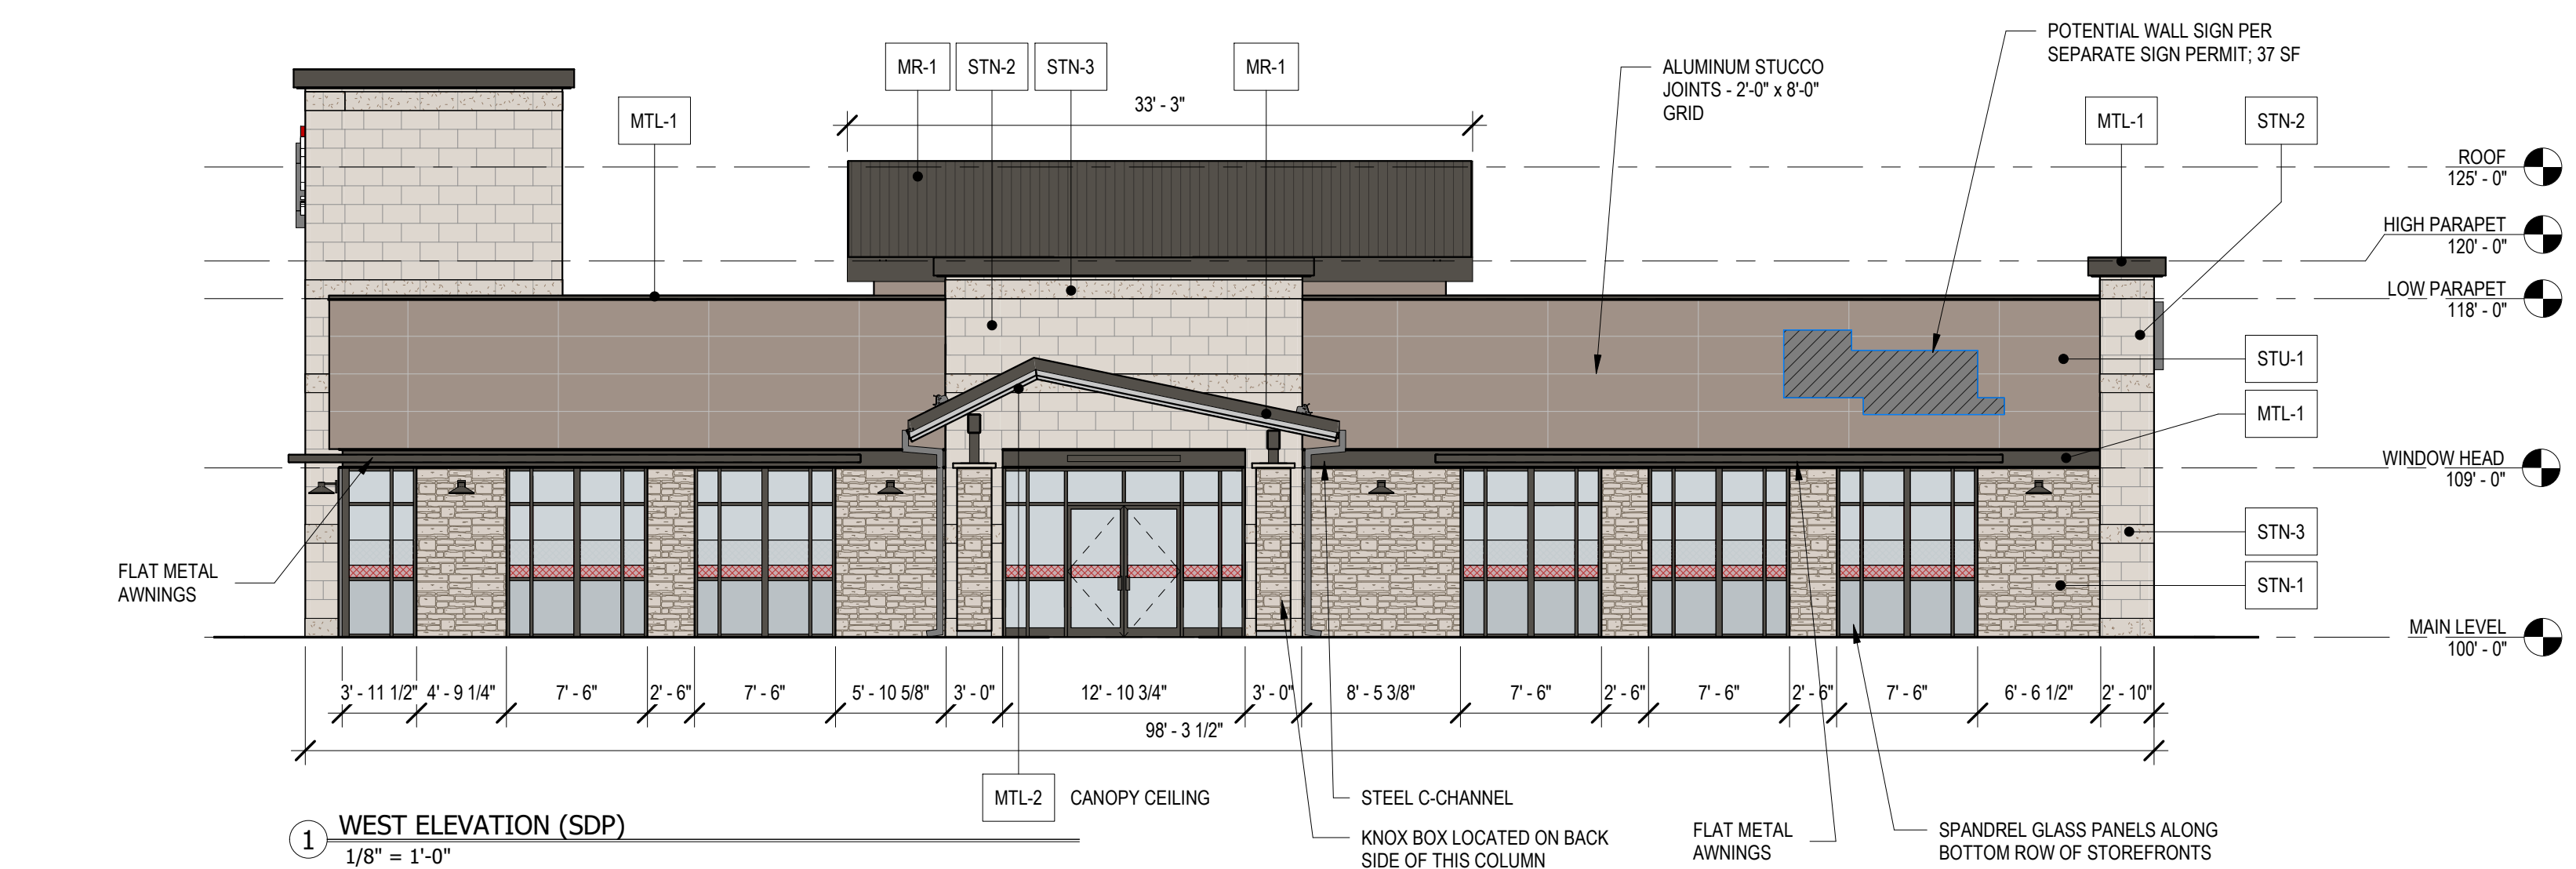 POTENTIAL WALL SIGN PER
SEPARATE SIGN PERMIT; 37 SF
MR-1
STN-2
STN-3
MR-1
ALUMINUM STUCCO
JOINTS - 2'-0" x 8'-0"
GRID
33' - 3"
MTL-1
MTL-1
STN-2
ROOF
125' - 0"
HIGH PARAPET
120' - 0"
LOW PARAPET
118' - 0"
STU-1
MTL-1
WINDOW HEAD
109' - 0"
STN-3
FLAT METAL
AWNINGS
STN-1
MAIN LEVEL
100' - 0"
3' - 11 1/2"
4' - 9 1/4"
7' - 6"
2' - 6"
7' - 6"
5' - 10 5/8"
3' - 0"
12' - 10 3/4"
3' - 0"
8' - 5 3/8"
7' - 6"
2' - 6"
7' - 6"
2' - 6"
7' - 6"
6' - 6 1/2"
2' - 10"
98' - 3 1/2"
MTL-2
CANOPY CEILING
STEEL C-CHANNEL
KNOX BOX LOCATED ON BACK
SIDE OF THIS COLUMN
FLAT METAL
AWNINGS
SPANDREL GLASS PANELS ALONG
BOTTOM ROW OF STOREFRONTS
1
WEST ELEVATION (SDP)
1/8" = 1'-0"